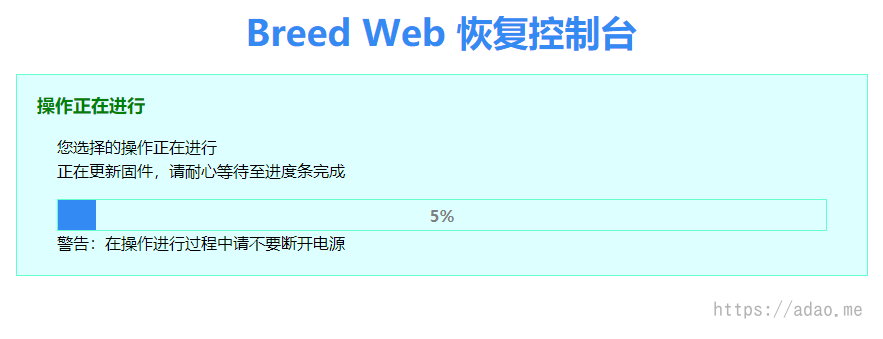 Breed Web 恢复控制台
操作正在进行
您选择的操作正在进行
正在更新固件，请耐心等待至进度条完成
5%
警告：在操作进行过程中请不要断开电源
https://adao.me